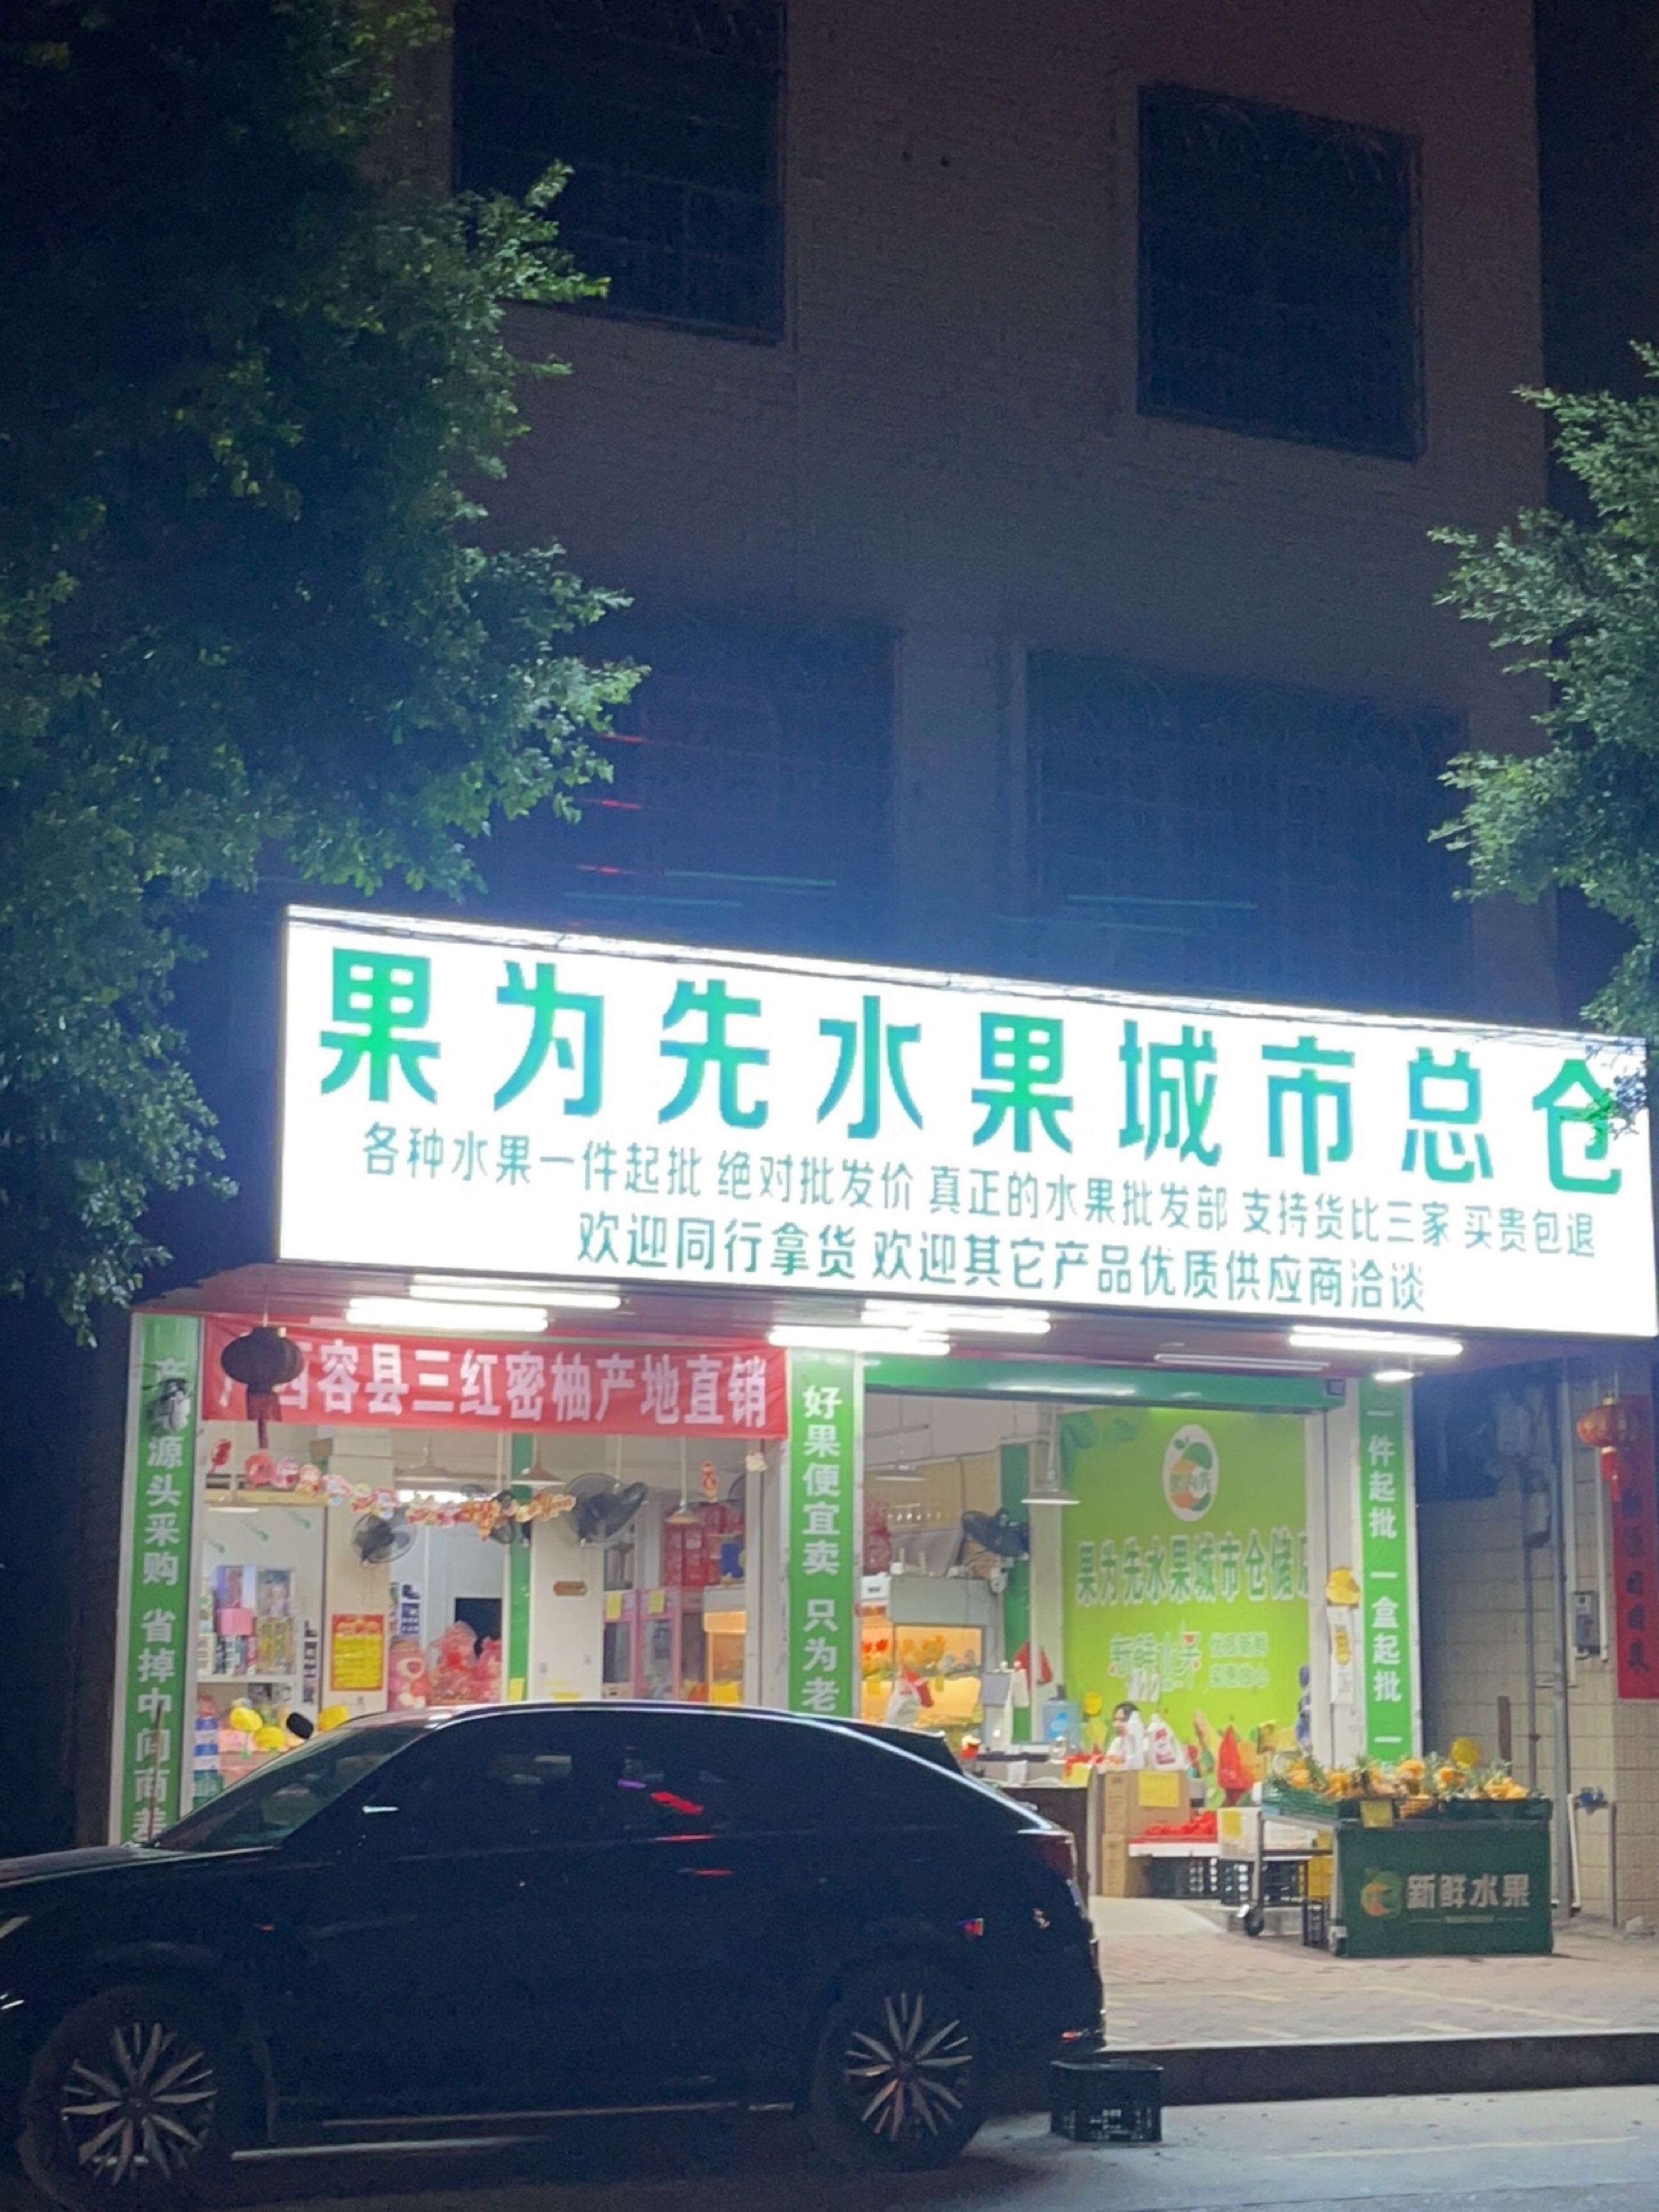 果为先水果城市总仓
各种水果一件起批 绝对批发价 真正的水果批发部 支持货比三家 买贵包退
欢迎同行拿货 欢迎其它产品优质供应商洽谈
西容县三红密柚产地直销
源头采购 省掉中间商
好果便宜卖 只为老
一件起批 一盒起批 一
果为先水果城市仓储
新鲜水果